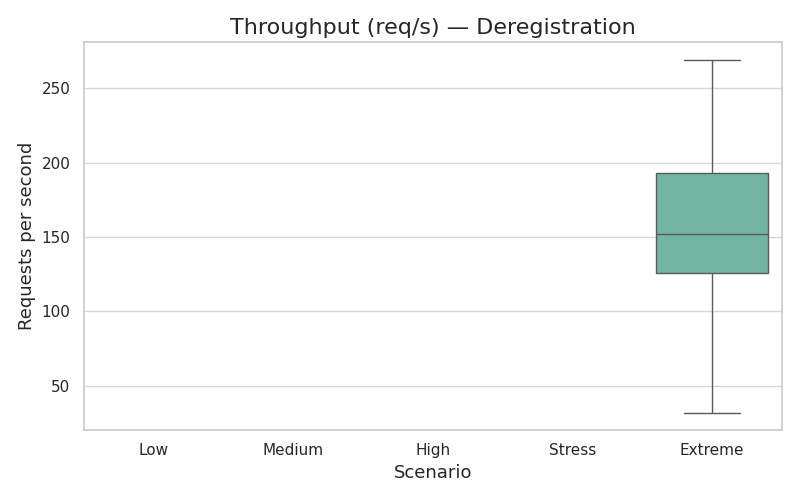 Throughput (req/s) — Deregistration
Requests per second
250
200
150
100
50
Low Medium High Stress Extreme
Scenario